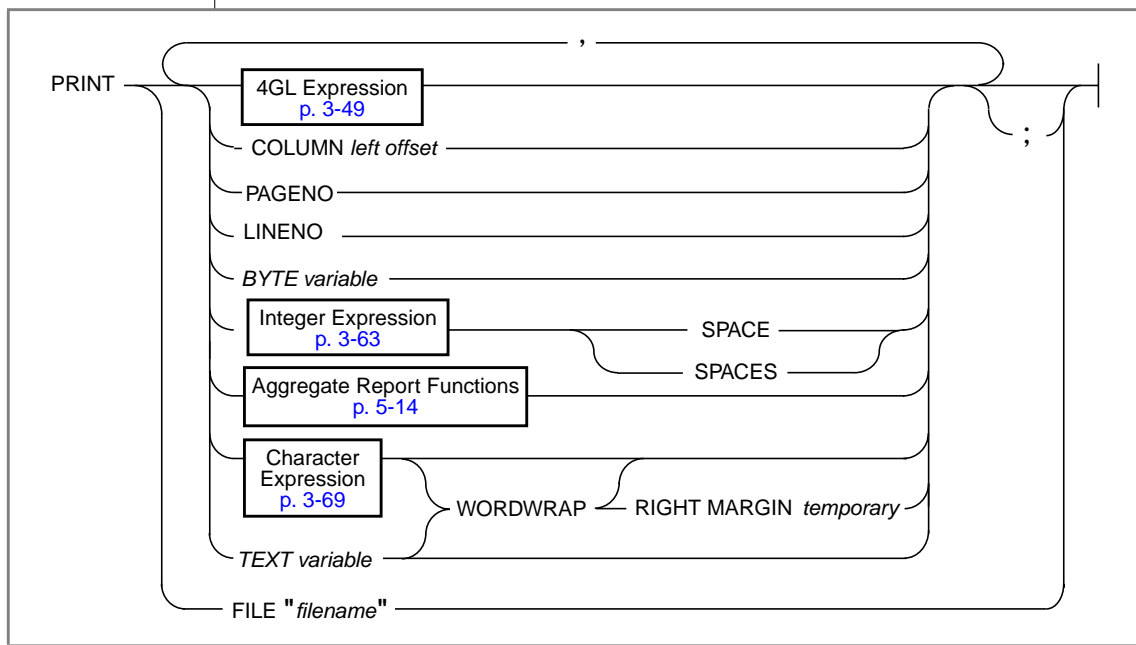 ,
PRINT
4GL Expression
p. 3-49
;
COLUMN left offset
PAGENO
LINENO
BYTE variable
Integer Expression
p. 3-63
SPACE
SPACES
Aggregate Report Functions
p. 5-14
Character
Expression
p. 3-69
WORDWRAP
RIGHT MARGIN temporary
TEXT variable
FILE "filename"